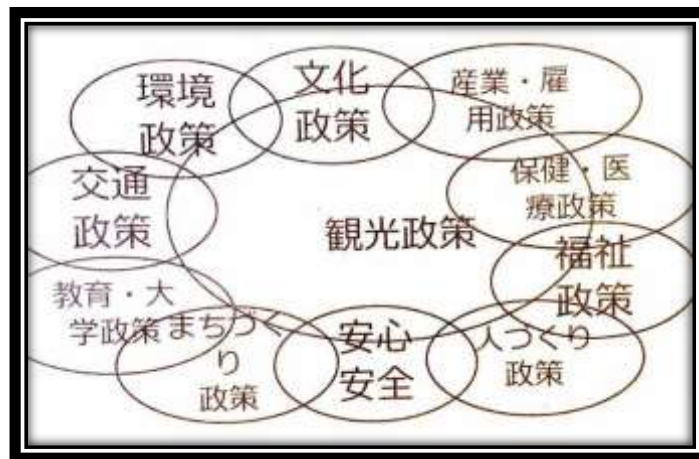 環境
政策
文化
政策
産業・雇
用政策
保健・医
療政策
福祉
政策
人づくり
政策
安心
安全
まちづく
り
政策
教育・大
学政策
交通
政策
観光政策